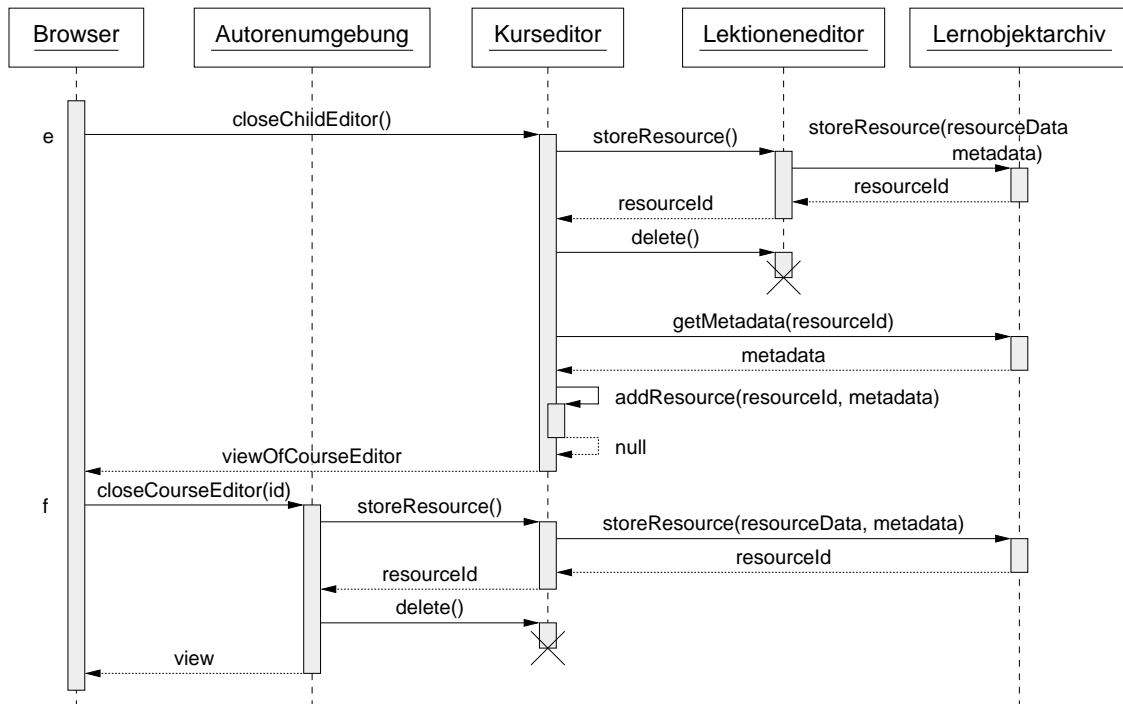 Browser
Autorenumgebung
Kurseditor
Lektioneneditor
Lernobjektarchiv
e
closeChildEditor()
storeResource()
storeResource(resourceData
metadata)
resourceId
resourceId
delete()
getMetadata(resourceId)
metadata
addResource(resourceId, metadata)
null
viewOfCourseEditor
f
closeCourseEditor(id)
storeResource()
storeResource(resourceData, metadata)
resourceId
resourceId
delete()
view